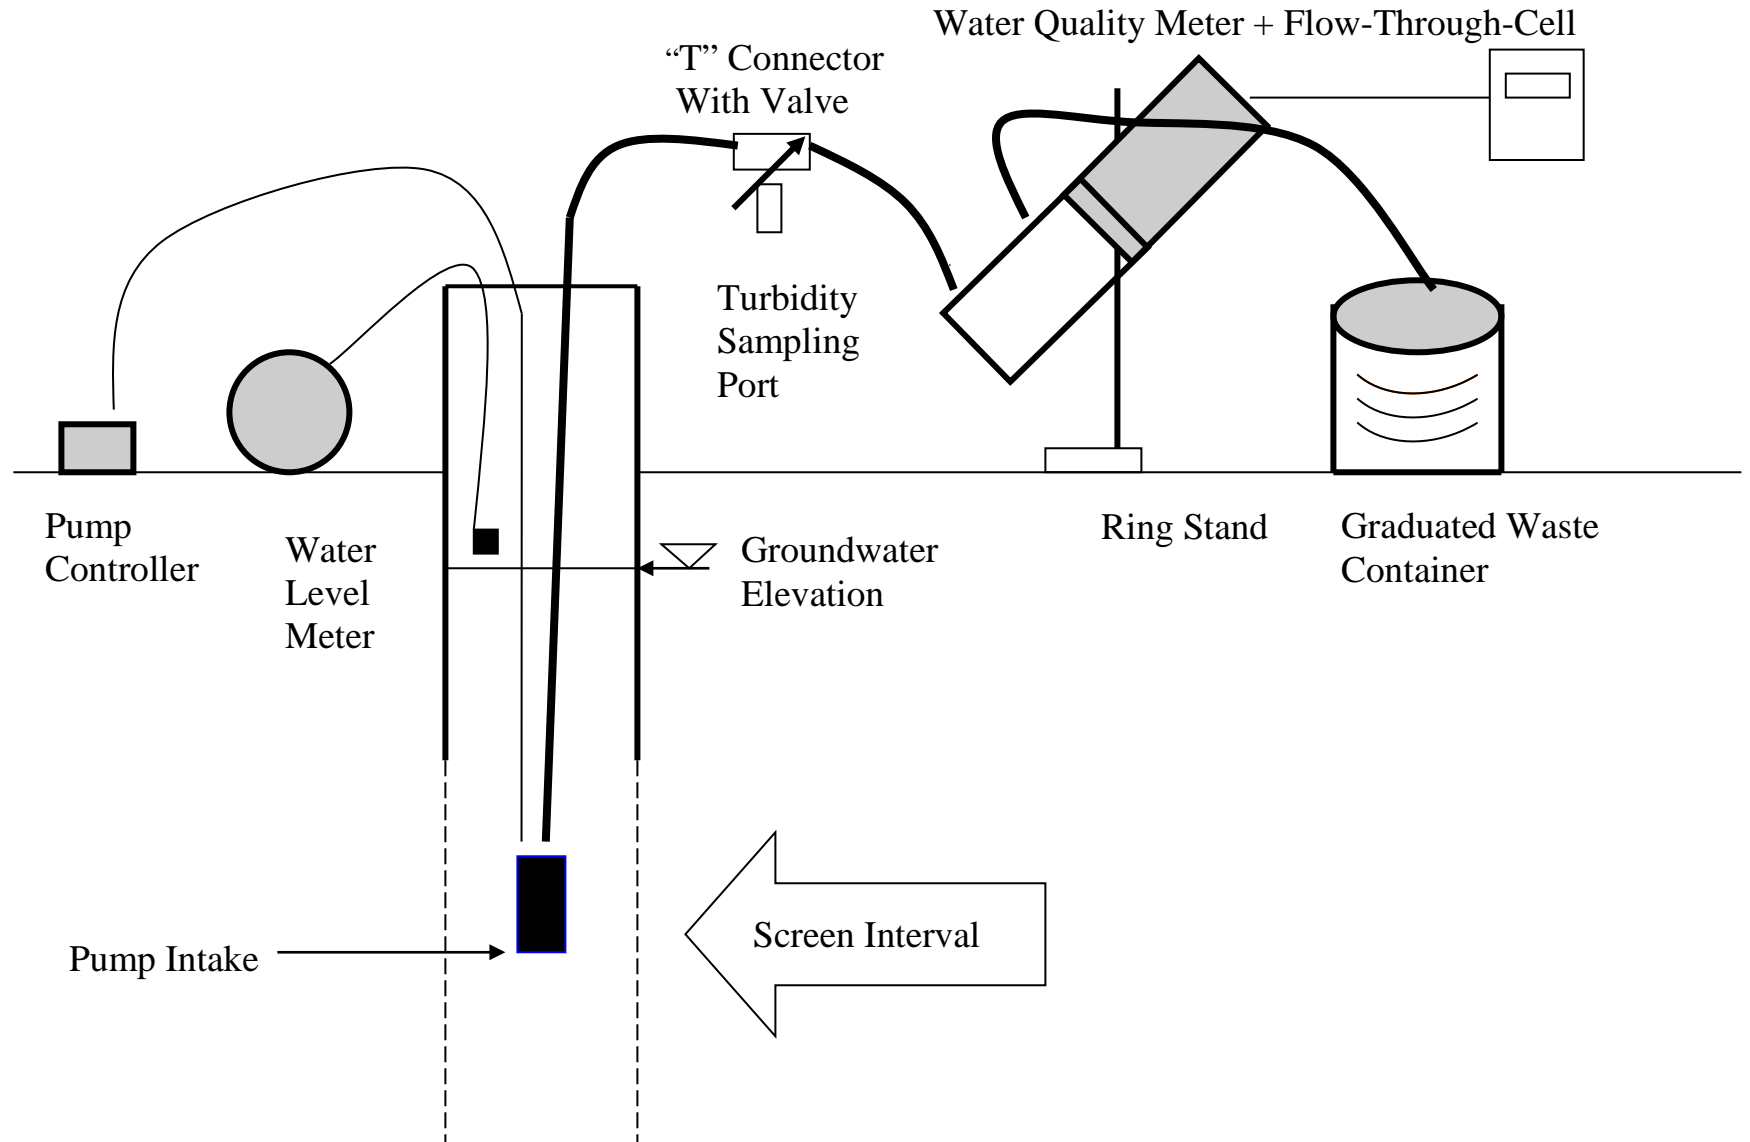 Water Quality Meter + Flow-Through-Cell
“T” Connector
With Valve
Turbidity
Sampling
Port
Pump
Controller
Water
Level
Meter
Groundwater
Elevation
Ring Stand
Graduated Waste
Container
Pump Intake
Screen Interval